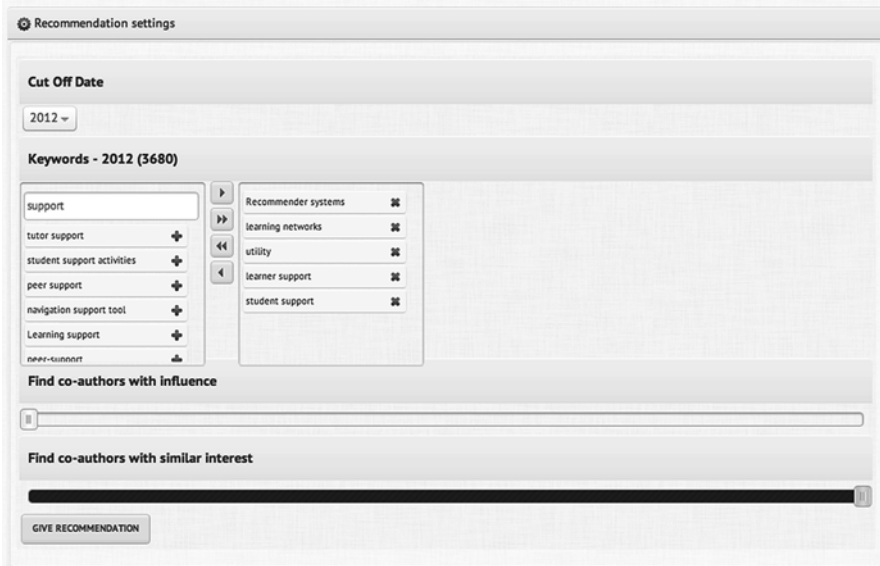 Recommendation settings
Cut Off Date
2012
Keywords - 2012 (3680)
support
tutor support
student support activities
peer support
navigation support tool
Learning support
peer-support
Recommender systems
learning networks
utility
learner support
student support
Find co-authors with influence
Find co-authors with similar interest
GIVE RECOMMENDATION